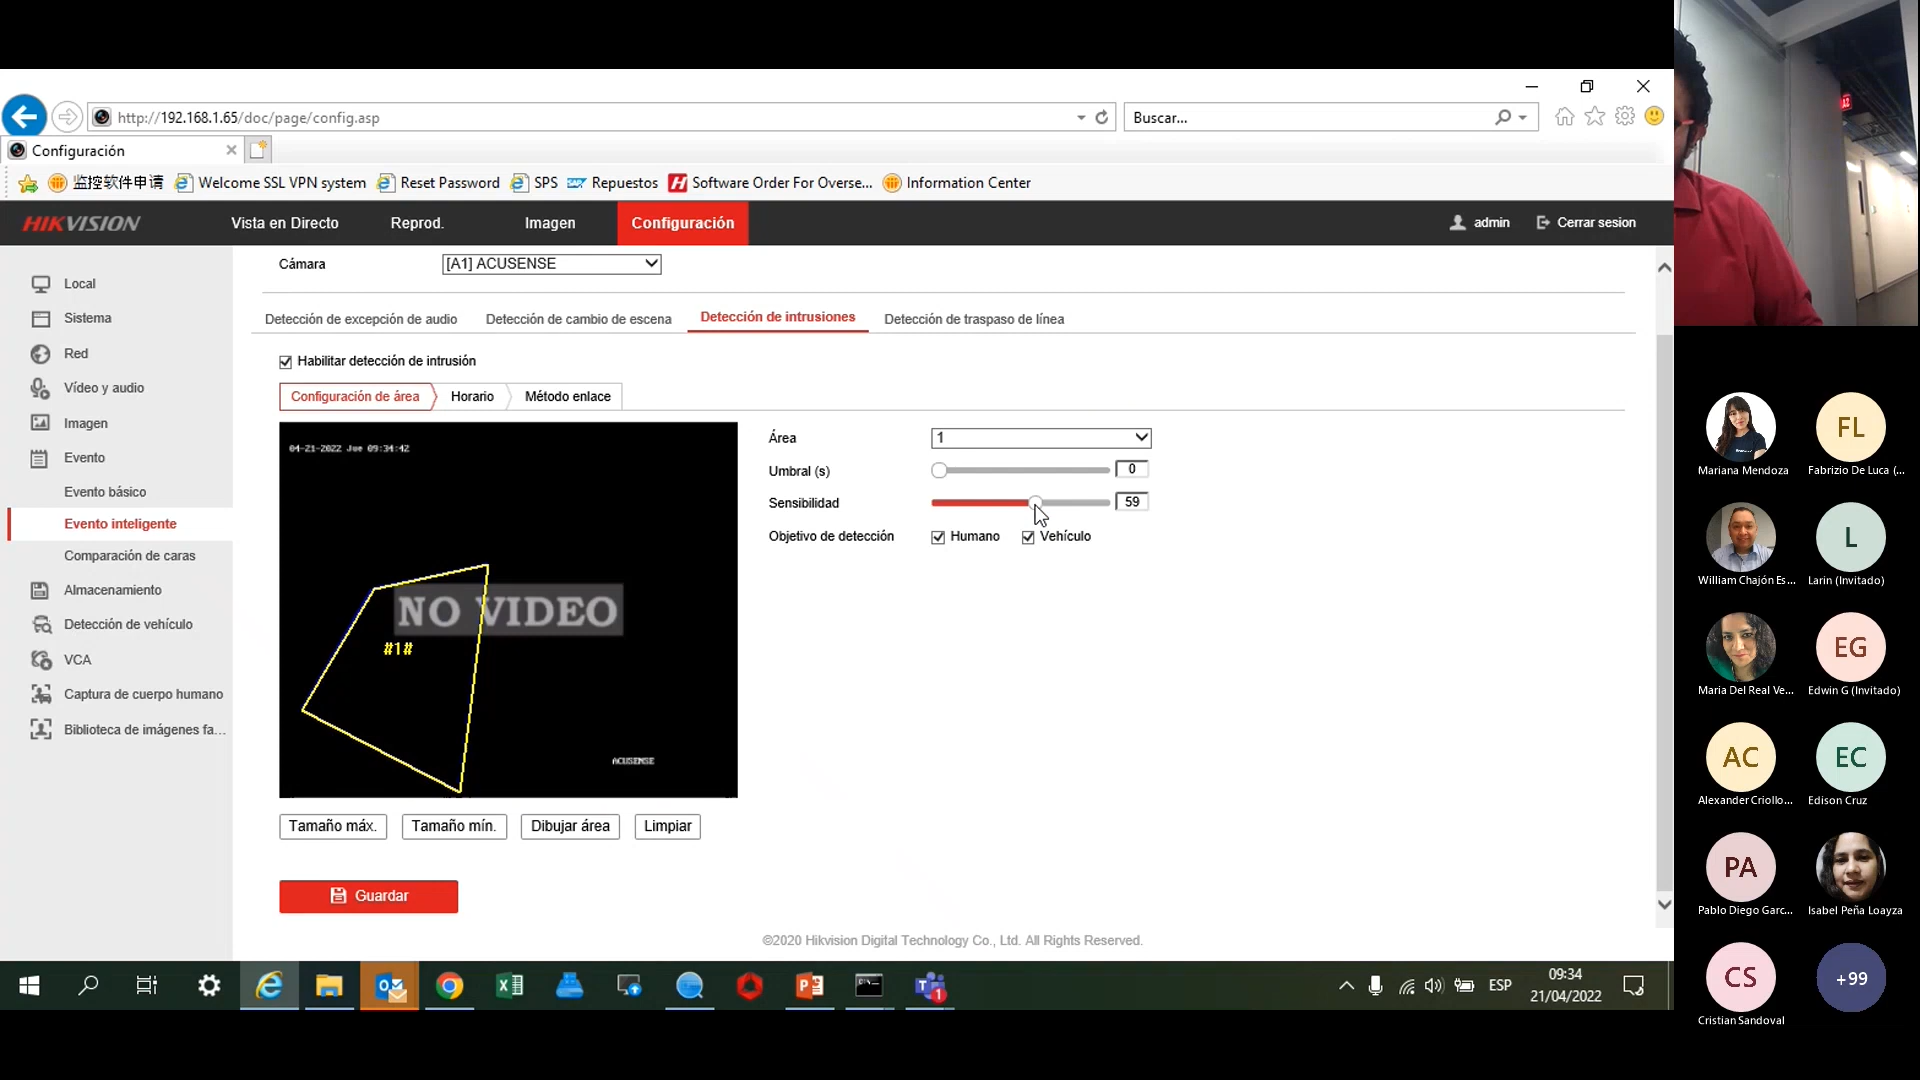 http://192.168.1.65/doc/page/config.asp
Buscar...
Configuración
监控软件申请
Welcome SSL VPN system
Reset Password
SPS
Repuestos
Software Order For Overse...
Information Center
HIKVISION
Vista en Directo
Reprod.
Imagen
Configuración
admin
Cerrar sesion
Local
Sistema
Red
Vídeo y audio
Imagen
Evento
Evento básico
Evento inteligente
Comparación de caras
Almacenamiento
Detección de vehículo
VCA
Captura de cuerpo humano
Biblioteca de imágenes fa...
Cámara
[A1] ACUSENSE
Detección de excepción de audio
Detección de cambio de escena
Detección de intrusiones
Detección de traspaso de línea
Habilitar detección de intrusión
Configuración de área
Horario
Método enlace
04-21-2022 Jue 09:34:42
NO VIDEO
#1#
ACUSENSE
Área
1
Umbral (s)
0
Sensibilidad
59
Objetivo de detección
Humano
Vehículo
Tamaño máx.
Tamaño mín.
Dibujar área
Limpiar
Guardar
©2020 Hikvision Digital Technology Co., Ltd. All Rights Reserved.
ESP
09:34
21/04/2022
Mariana Mendoza
FL
Fabrizio De Luca (...
William Chajón Es...
L
Larin (Invitado)
Maria Del Real Ve...
EG
Edwin G (Invitado)
AC
Alexander Criollo...
EC
Edison Cruz
PA
Pablo Diego Garc...
Isabel Peña Loayza
CS
Cristian Sandoval
+99